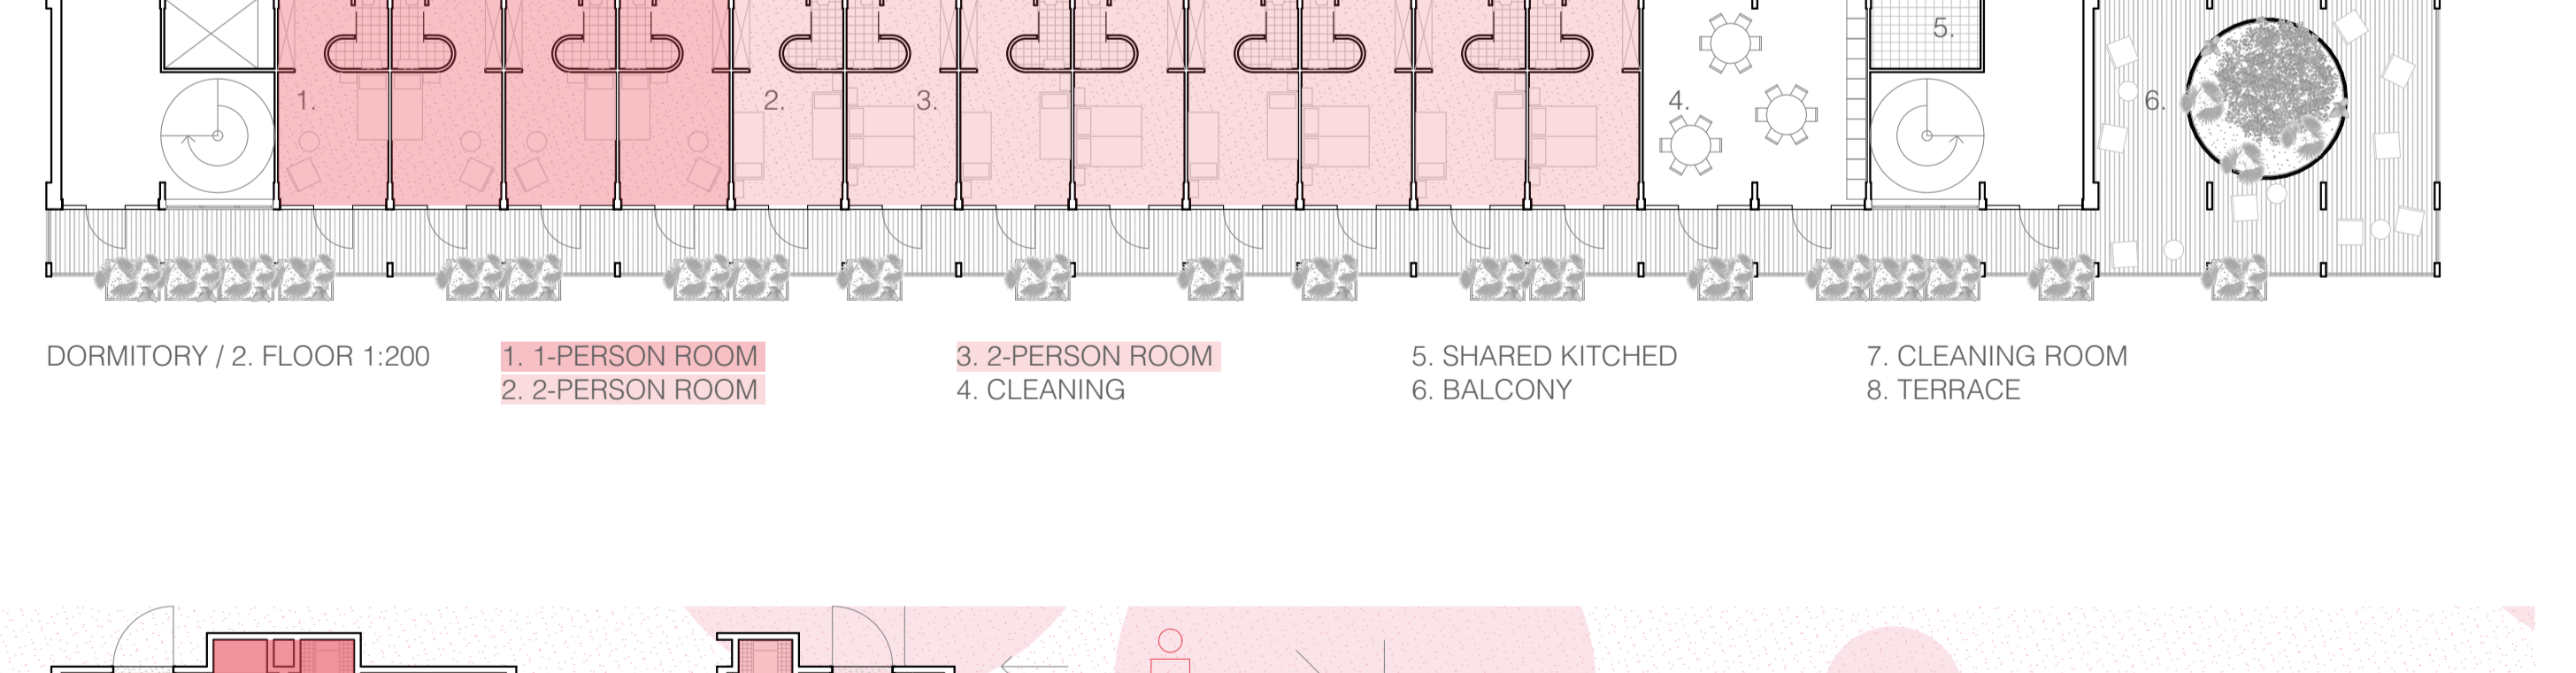 5.
1.
2.
3.
4.
6.
DORMITORY / 2. FLOOR 1:200
1. 1-PERSON ROOM
2. 2-PERSON ROOM
3. 2-PERSON ROOM
4. CLEANING
5. SHARED KITCHED
6. BALCONY
7. CLEANING ROOM
8. TERRACE